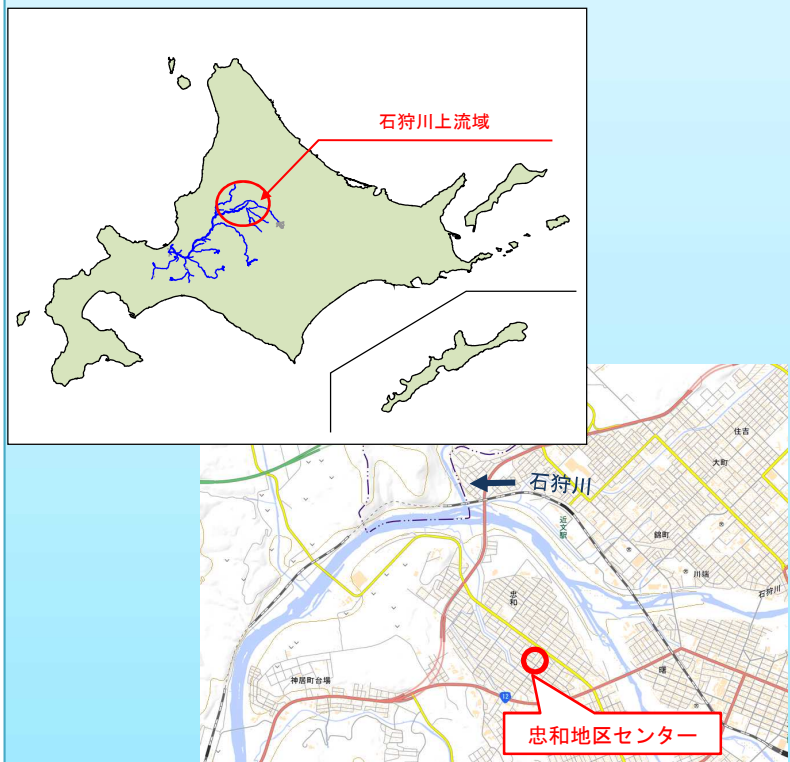 石狩川上流域
石狩川
住吉
大町
近文駅
錦町
川端
石狩川
忠和
曙
神居町台場
12
忠和地区センター